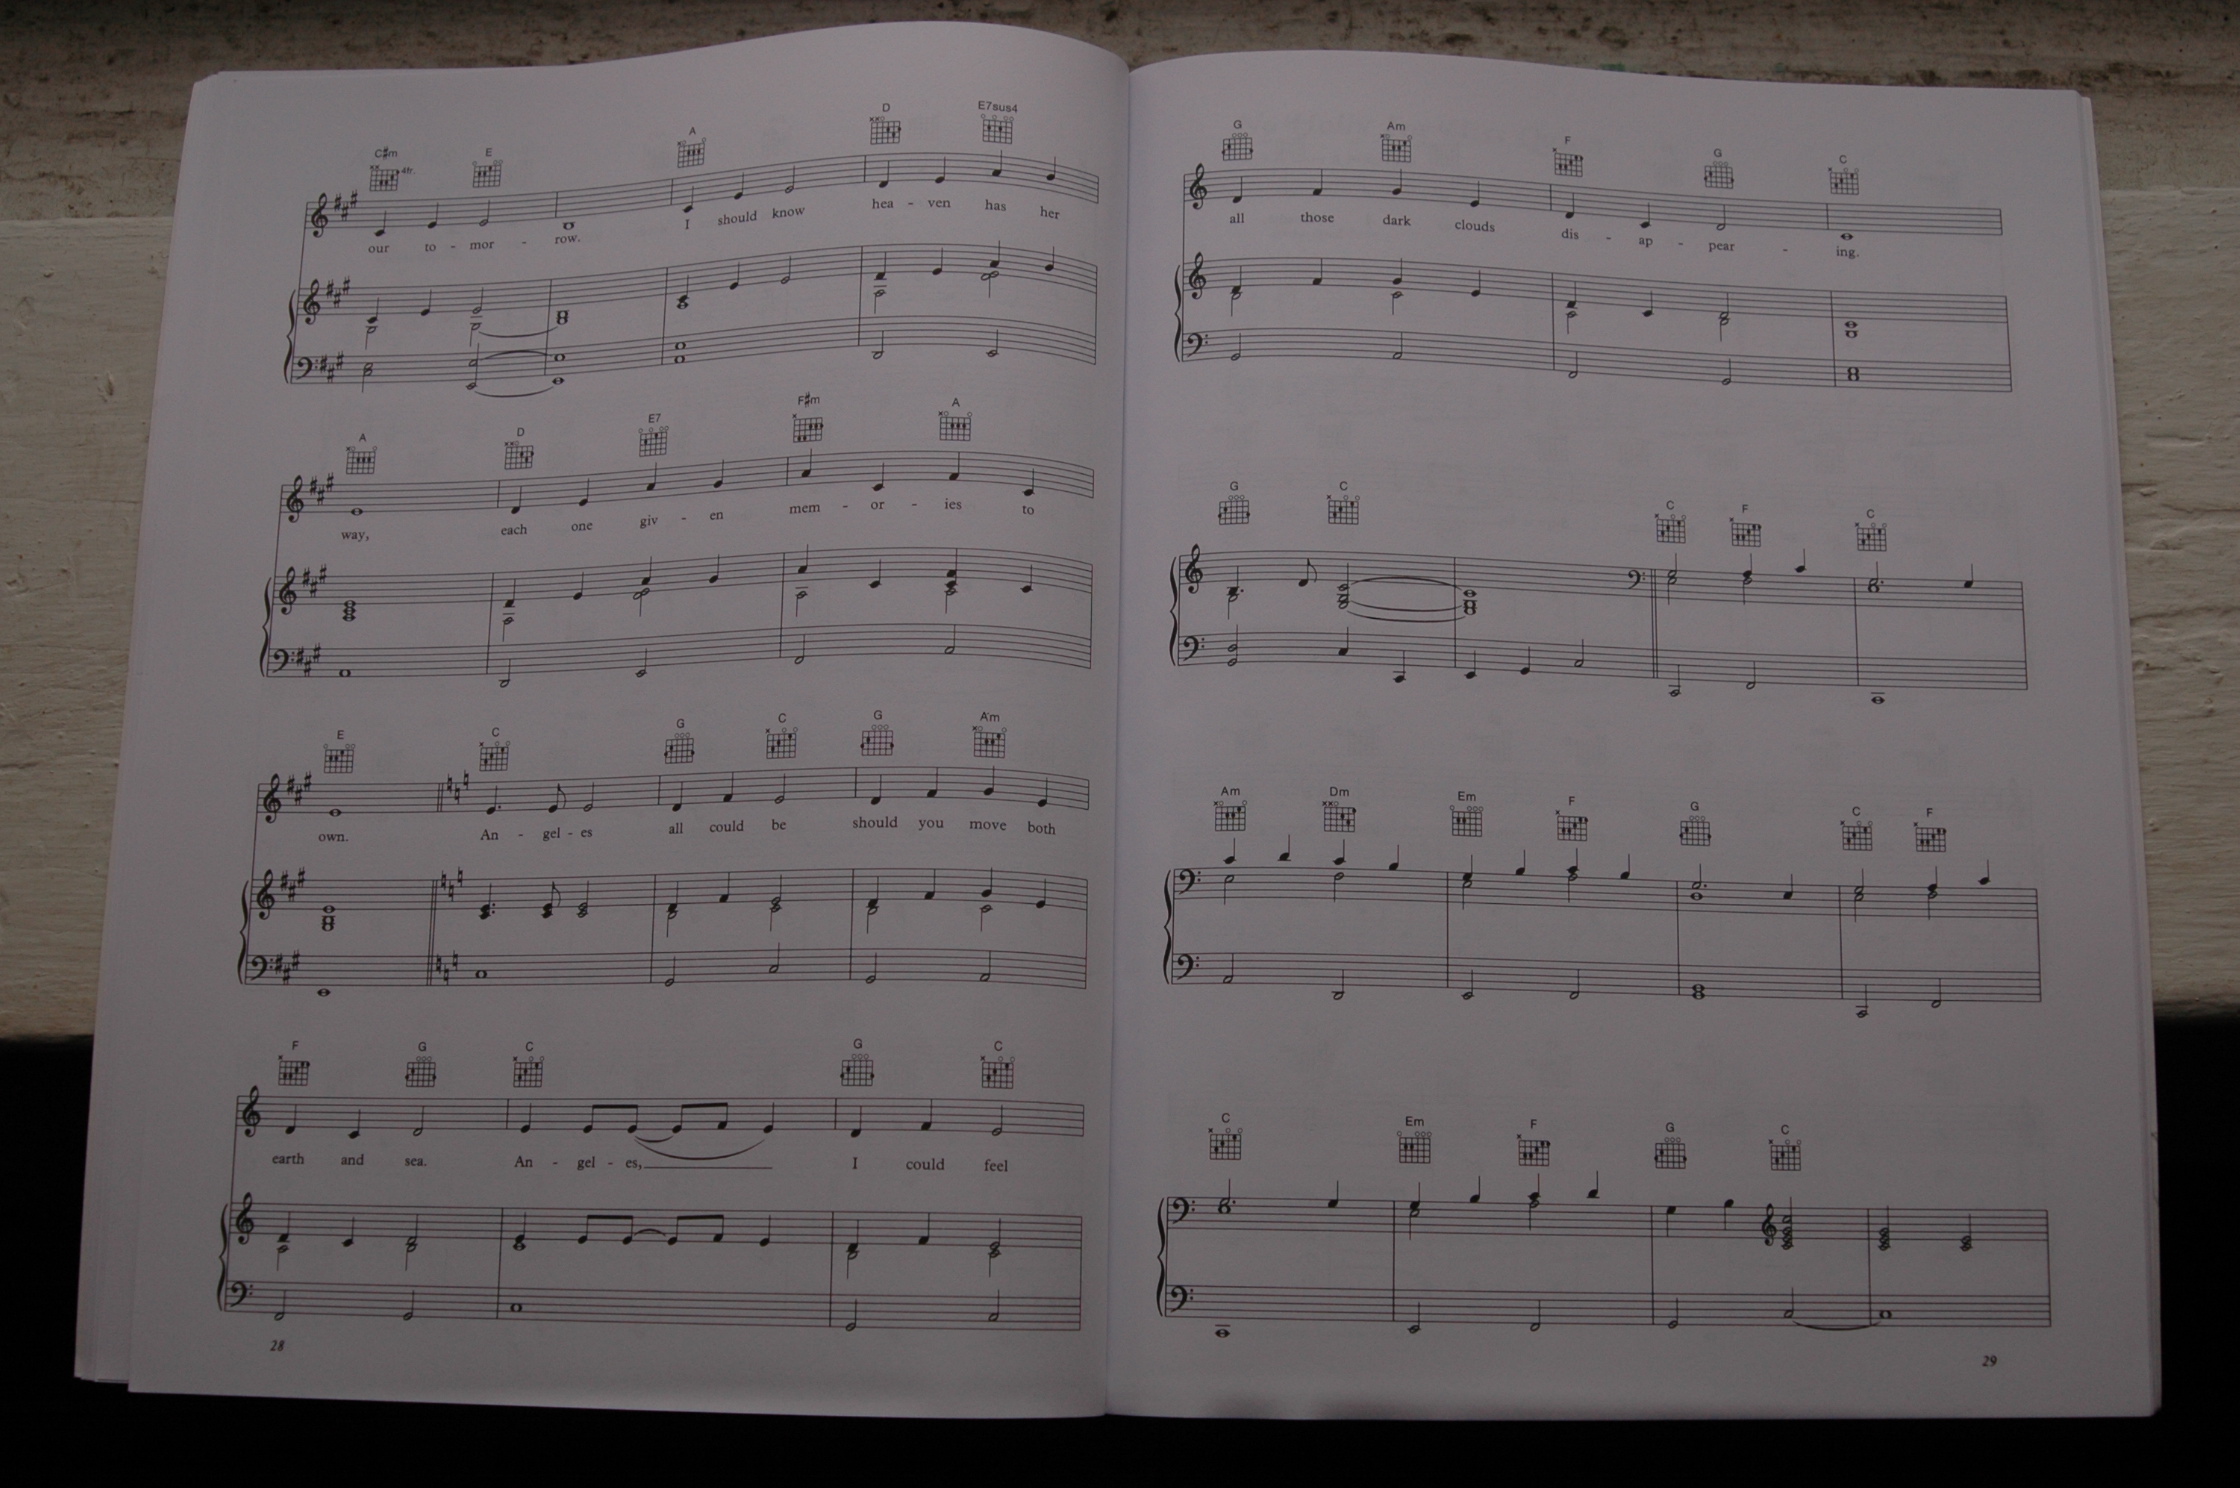 C♯m E A D E7sus4
4fr.
our to - mor - row. I should know hea - ven has her
A D E7 F♯m A
way, each one giv - en mem - or - ies to
E C G C G Am
own. An - gel - es all could be should you move both
F G C G C
earth and sea. An - gel - es, I could feel
28
G Am F G C
all those dark clouds dis - ap - pear - ing.
G C C F C
Am Dm Em F G C F
C Em F G C
29